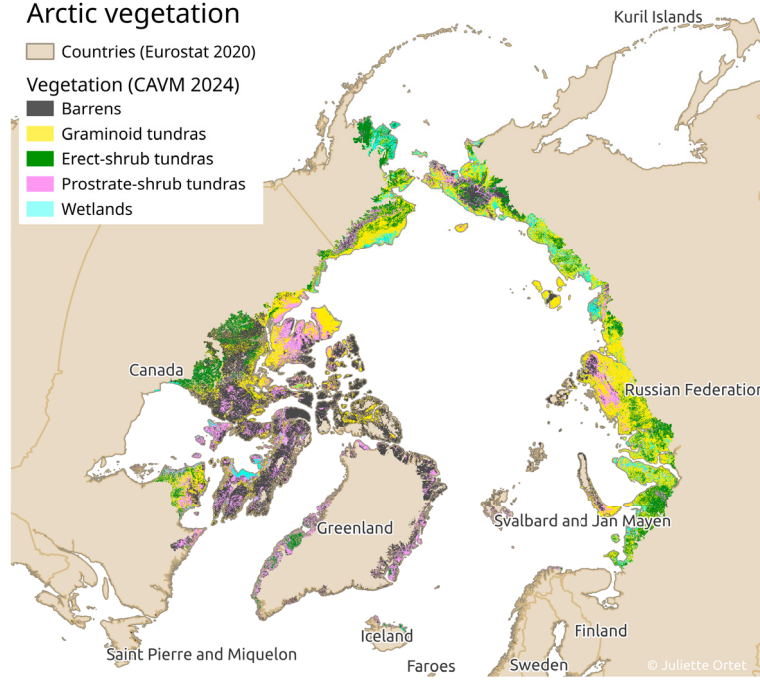 Arctic vegetation
Kuril Islands
Countries (Eurostat 2020)
Vegetation (CAVM 2024)
Barrens
Graminoid tundras
Erect-shrub tundras
Prostrate-shrub tundras
Wetlands
Canada
Russian Federation
Svalbard and Jan Mayen
Greenland
Finland
Iceland
Saint Pierre and Miquelon
Faroes
Sweden
© Juliette Ortet